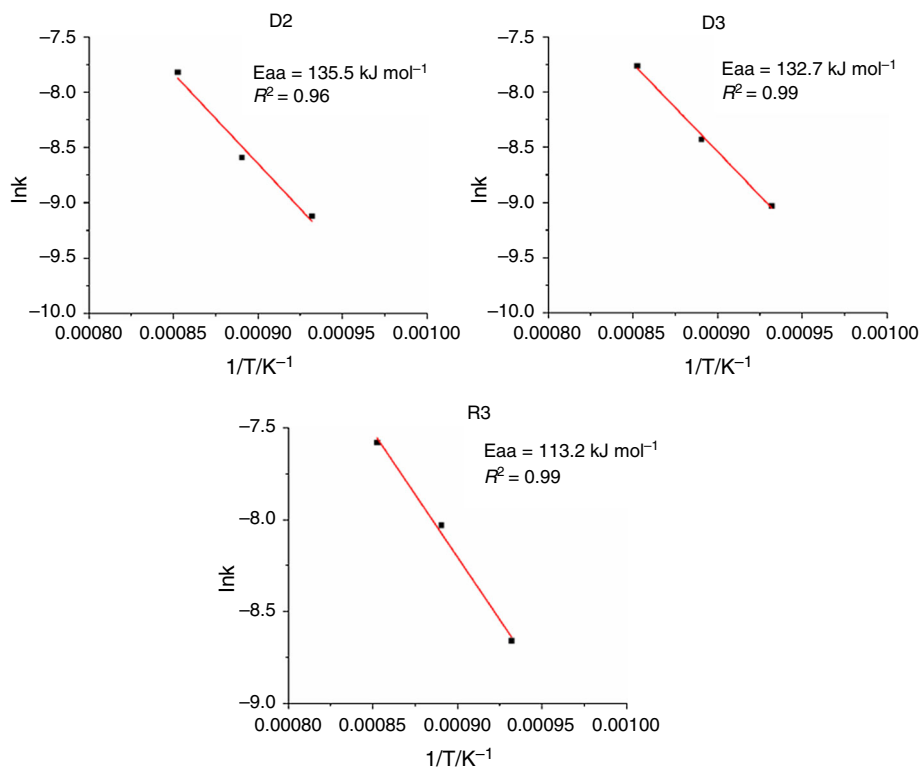 D2
Eaa = 135.5 kJ mol⁻¹
R² = 0.96
−7.5
−8.0
−8.5
−9.0
−9.5
−10.0
lnk
0.00080 0.00085 0.00090 0.00095 0.00100
1/T/K⁻¹
D3
Eaa = 132.7 kJ mol⁻¹
R² = 0.99
−7.5
−8.0
−8.5
−9.0
−9.5
−10.0
lnk
0.00080 0.00085 0.00090 0.00095 0.00100
1/T/K⁻¹
R3
Eaa = 113.2 kJ mol⁻¹
R² = 0.99
−7.5
−8.0
−8.5
−9.0
lnk
0.00080 0.00085 0.00090 0.00095 0.00100
1/T/K⁻¹